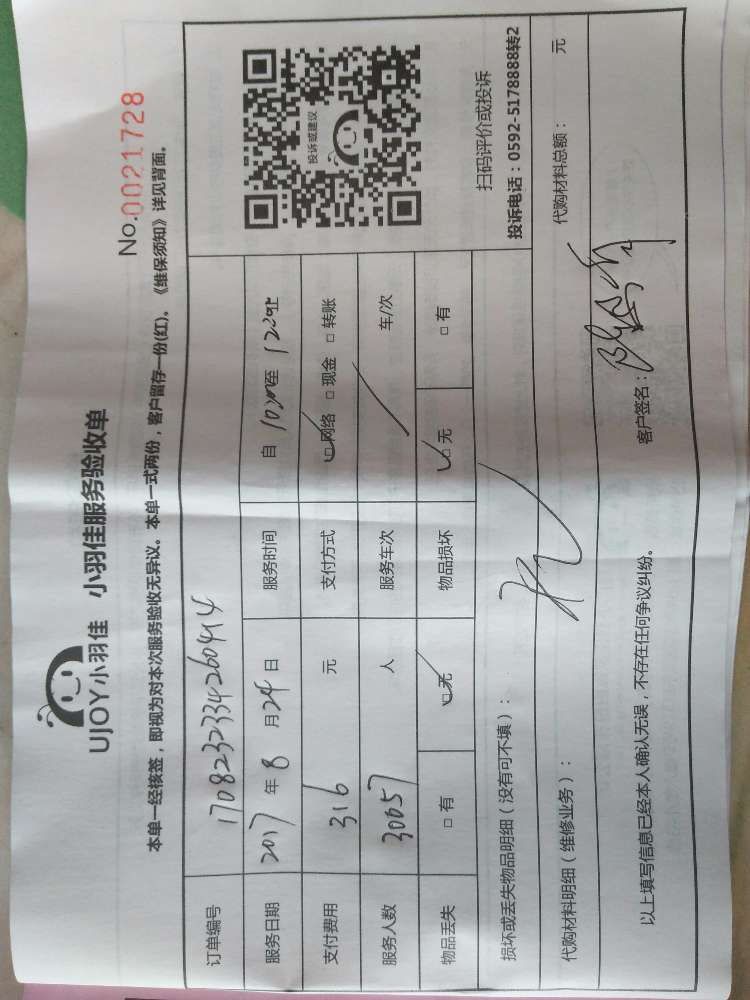 UJOY小羽佳 小羽佳服务验收单
No.0021728
本单一经核签，即视为对本次服务验收无异议。本单一式两份，客户留存一份(红)。《维保须知》详见背面。
订单编号 1708232334260414
服务日期 2017 年 8 月 24 日 服务时间 自 10:00 至 12:00止
支付费用 316 元 支付方式 □网络 □现金 □转账
服务人数 30057 人 服务车次 车/次
物品丢失 □有 □无 物品损坏 □无 □有
投诉或建议
扫码评价或投诉
投诉电话：0592-5178888转2
损坏或丢失物品明细（没有可不填）：
代购材料明细（维修业务）： 代购材料总额： 元
以上填写信息已经本人确认无误，不存在任何争议纠纷。 客户签名：